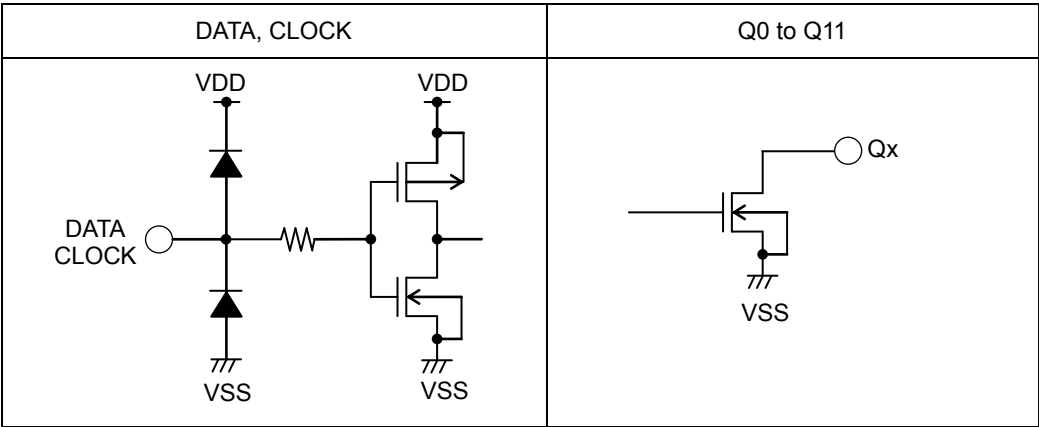 DATA, CLOCK
Q0 to Q11
VDD
VDD
DATA
CLOCK
VSS
VSS
Qx
VSS